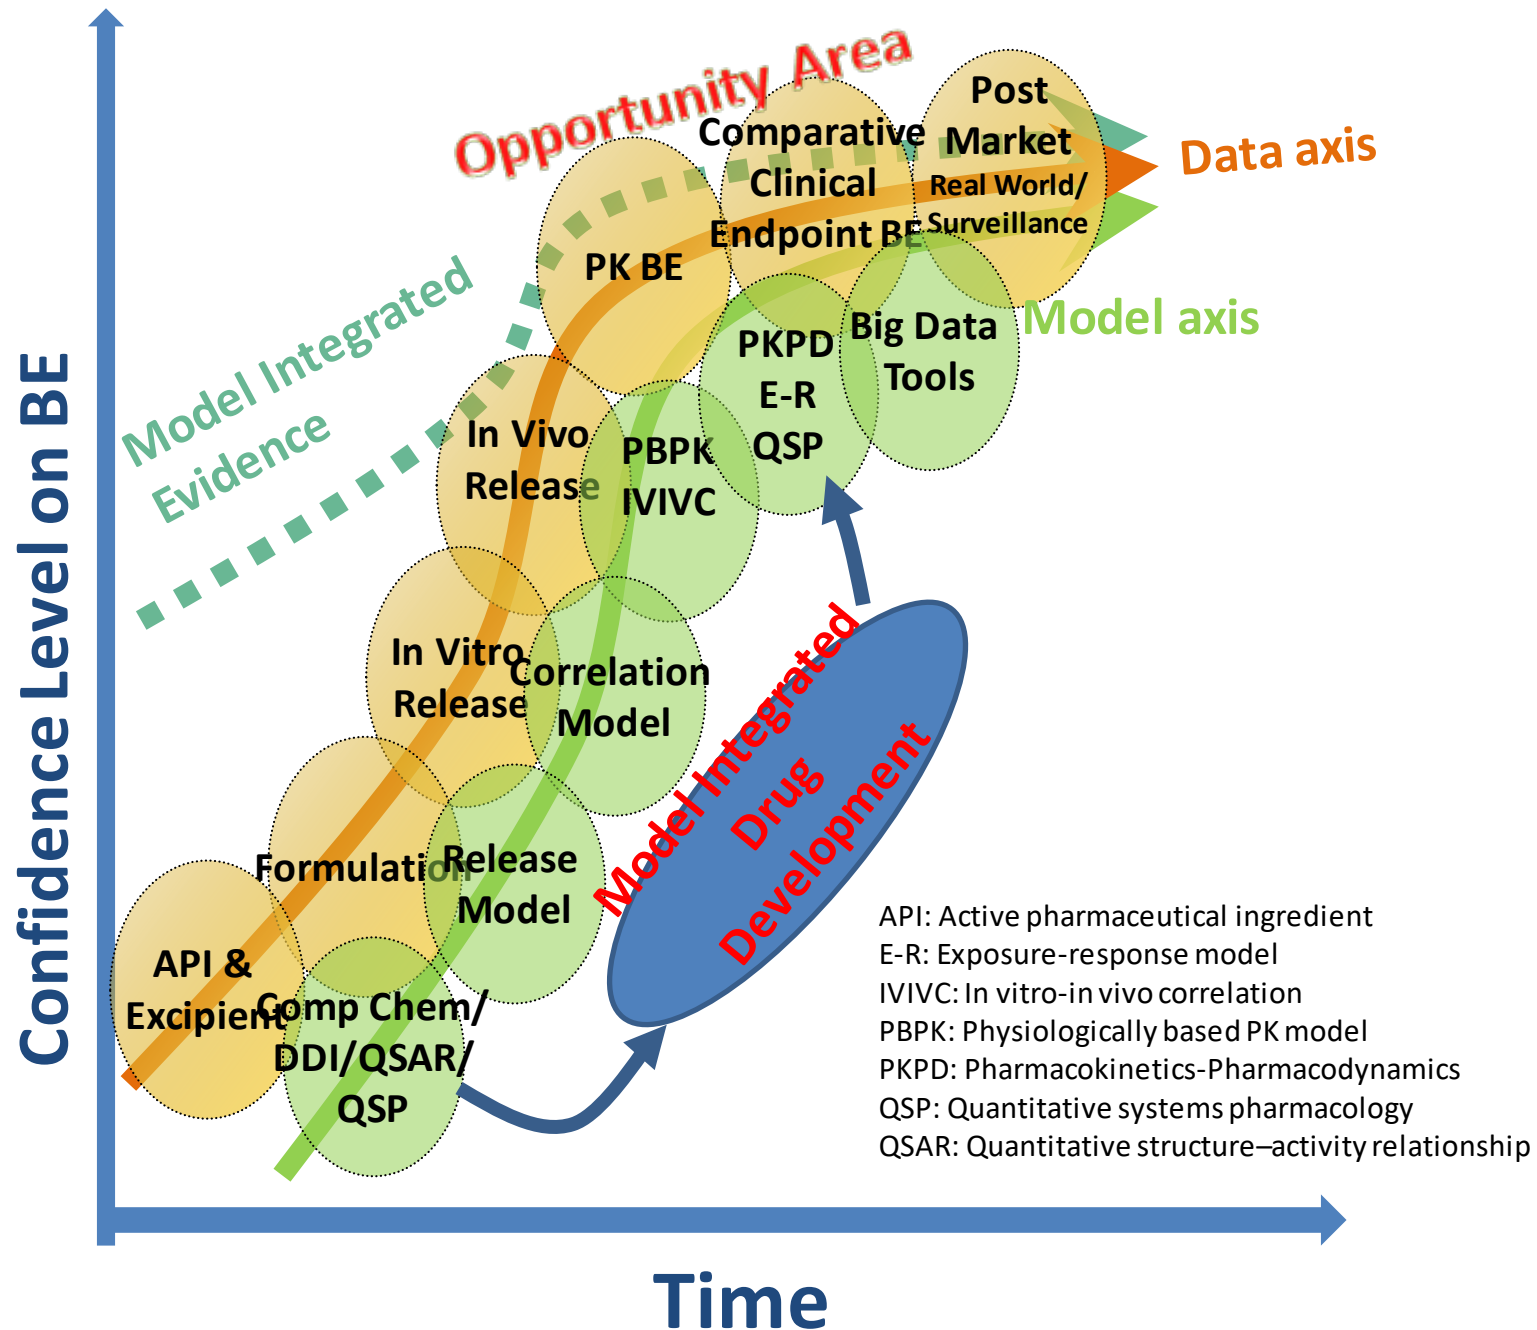 Opportunity Area
Post
Market
Real World/
Surveillance
Comparative
Clinical
Endpoint BE
Data axis
PK BE
Model axis
Big Data
Tools
PKPD
E-R
QSP
Model Integrated
Evidence
In Vivo
Release
PBPK
IVIVC
In Vitro
Release
Correlation
Model
Formulation
Release
Model
Model Integrated
Drug
Development
API &
Excipient
Comp Chem/
DDI/QSAR/
QSP
API: Active pharmaceutical ingredient
E-R: Exposure-response model
IVIVC: In vitro-in vivo correlation
PBPK: Physiologically based PK model
PKPD: Pharmacokinetics-Pharmacodynamics
QSP: Quantitative systems pharmacology
QSAR: Quantitative structure–activity relationship
Confidence Level on BE
Time